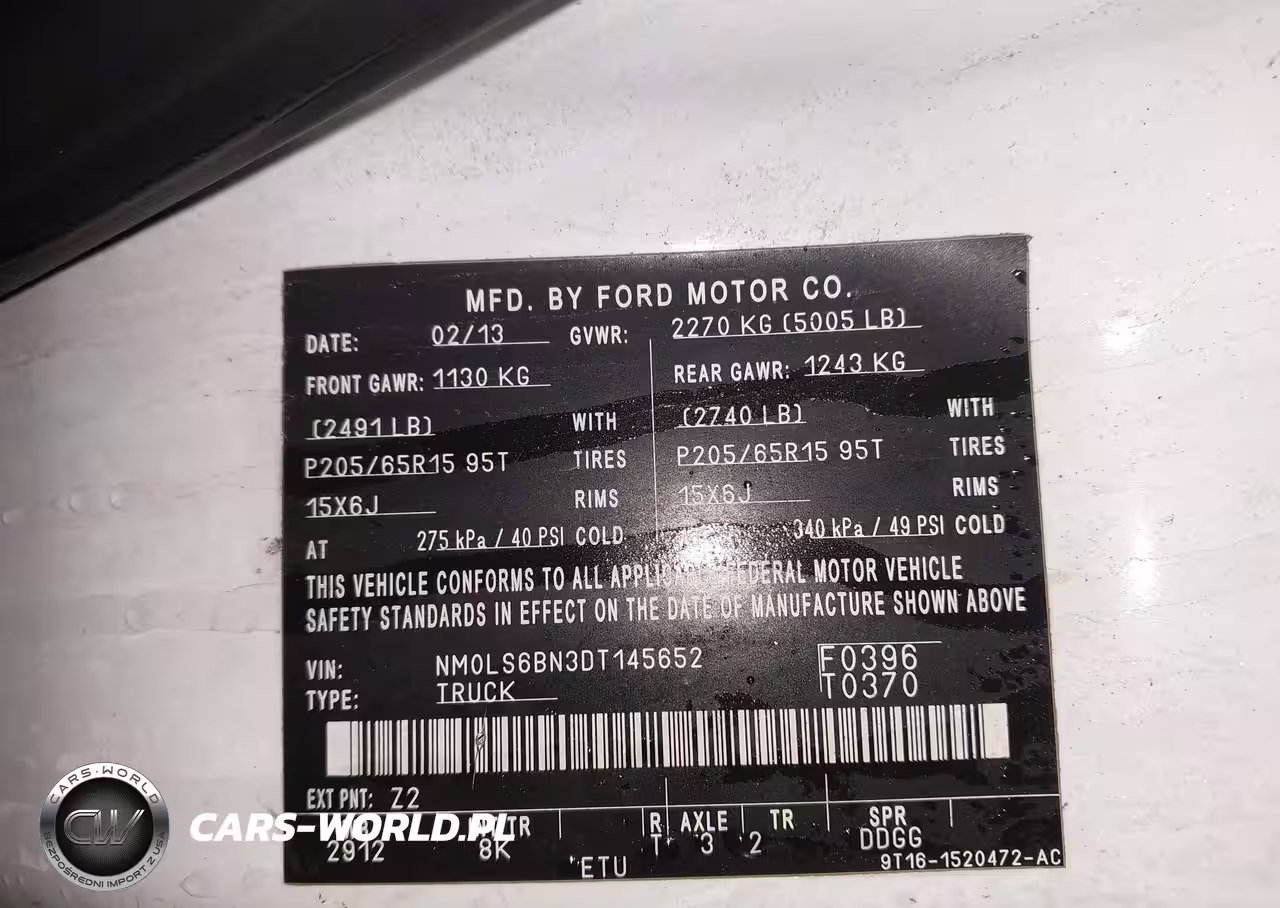 MFD. BY FORD MOTOR CO.
DATE: 02/13 GVWR: 2270 KG (5005 LB)
FRONT GAWR: 1130 KG REAR GAWR: 1243 KG
(2491 LB) WITH (2740 LB) WITH
P205/65R15 95T TIRES P205/65R15 95T TIRES
15X6J RIMS 15X6J RIMS
AT 275 kPa / 40 PSI COLD 340 kPa / 49 PSI COLD
THIS VEHICLE CONFORMS TO ALL FEDERAL MOTOR VEHICLE
SAFETY STANDARDS IN EFFECT ON THE DATE OF MANUFACTURE SHOWN ABOVE
VIN: NM0LS6BN3DT145652 F0396
TYPE: TRUCK T0370
EXT PNT: Z2
TR R AXLE TR SPR
2912 8K T 3 2 DDGG
ETU 9T16-1520472-AC
CARS-WORLD.PL
CARS-WORLD
CW
BEZPOŚREDNI IMPORT Z USA